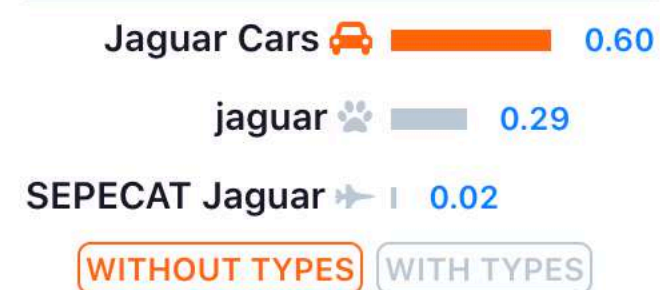 Jaguar Cars 0.60
jaguar 0.29
SEPECAT Jaguar 0.02
WITHOUT TYPES WITH TYPES